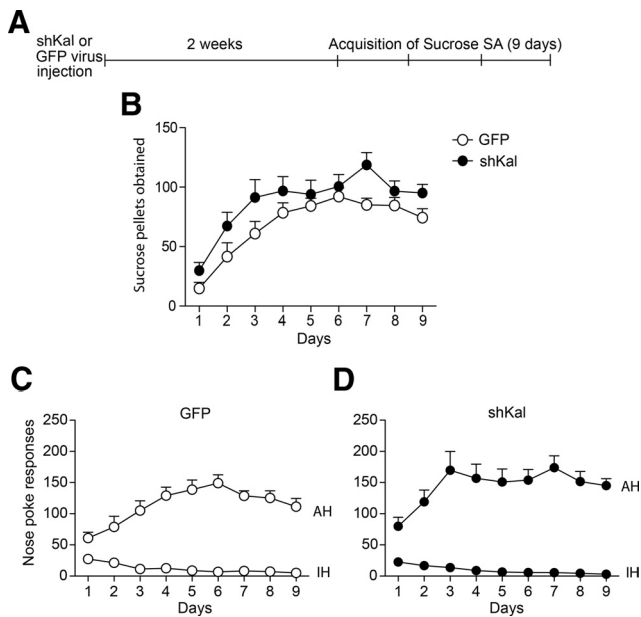 A
shKal or
GFP virus
injection
2 weeks
Acquisition of Sucrose SA (9 days)
B
Sucrose pellets obtained
150
100
50
0
1 2 3 4 5 6 7 8 9
Days
GFP
shKal
C
GFP
Nose poke responses
250
200
150
100
50
0
AH
IH
1 2 3 4 5 6 7 8 9
Days
D
shKal
250
200
150
100
50
0
AH
IH
1 2 3 4 5 6 7 8 9
Days